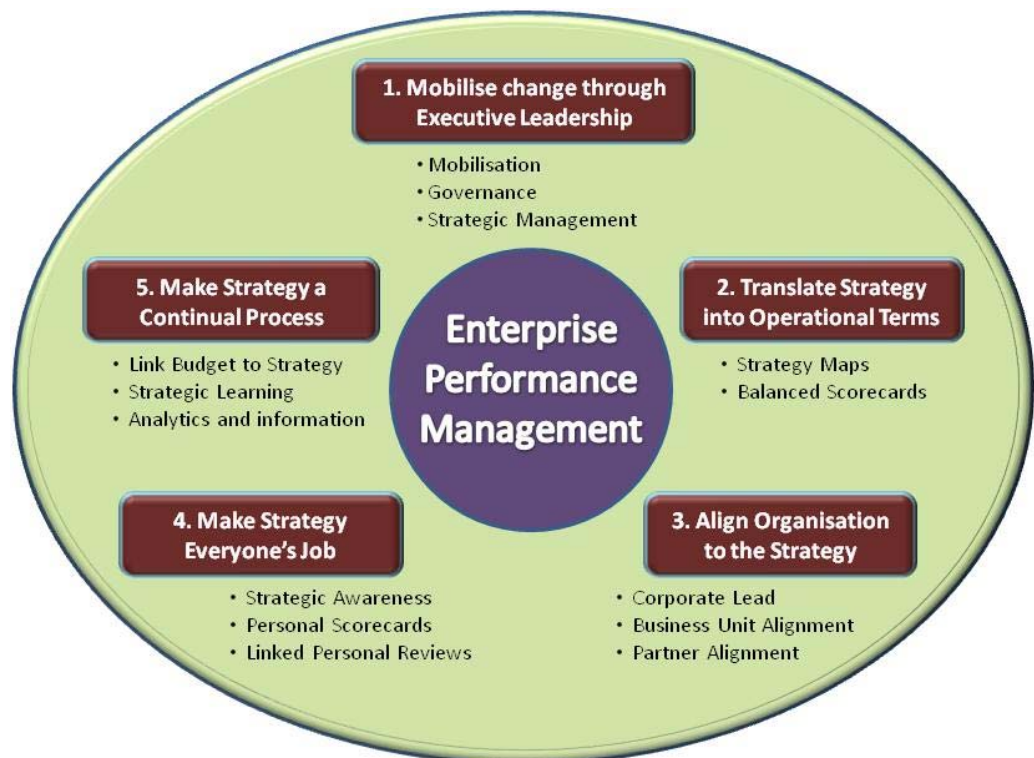 1. Mobilise change through
Executive Leadership
• Mobilisation
• Governance
• Strategic Management
Enterprise
Performance
Management
2. Translate Strategy
into Operational Terms
• Strategy Maps
• Balanced Scorecards
3. Align Organisation
to the Strategy
• Corporate Lead
• Business Unit Alignment
• Partner Alignment
4. Make Strategy
Everyone's Job
• Strategic Awareness
• Personal Scorecards
• Linked Personal Reviews
5. Make Strategy a
Continual Process
• Link Budget to Strategy
• Strategic Learning
• Analytics and information